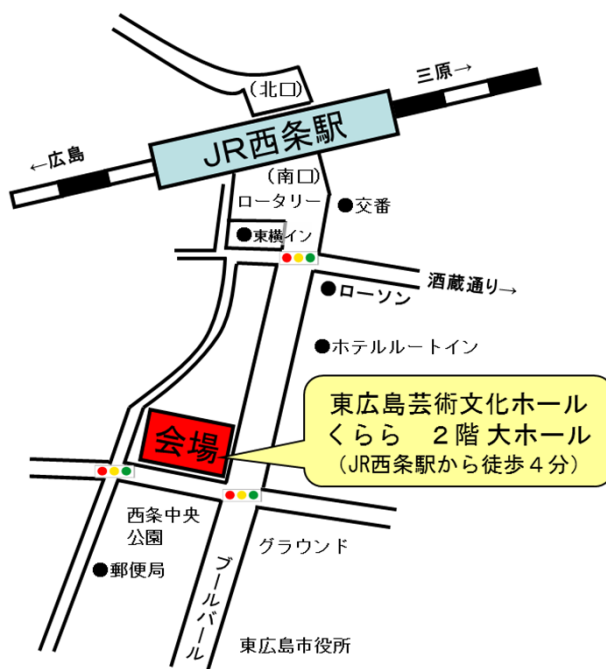 (北口)
三原→
JR西条駅
←広島
(南口)
ロータリー
●交番
●東横イン
酒蔵通り→
●ローソン
●ホテルルートイン
東広島芸術文化ホール
くらら　2階 大ホール
(JR西条駅から徒歩4分)
会場
西条中央
公園
グラウンド
●郵便局
ブールバール
東広島市役所